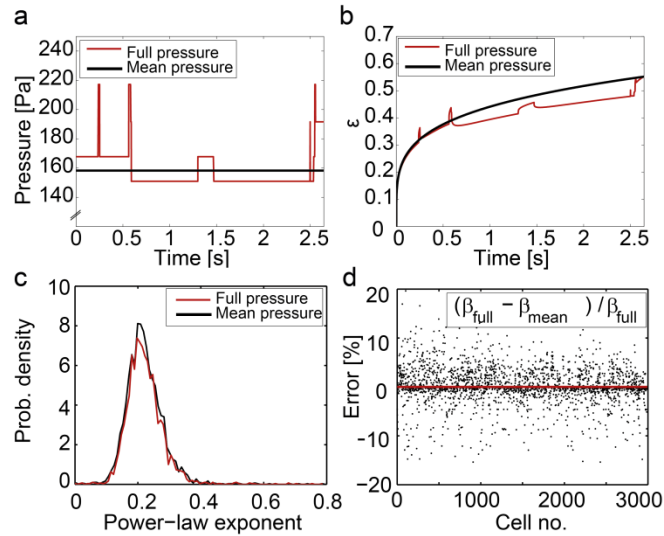 a
Full pressure
Mean pressure
Pressure [Pa]
240
220
200
180
160
140
0
0.5
1
1.5
2
2.5
Time [s]
b
Full pressure
Mean pressure
ε
0.7
0.6
0.5
0.4
0.3
0.2
0.1
0
0
0.5
1
1.5
2
2.5
Time [s]
c
Full pressure
Mean pressure
Prob. density
10
8
6
4
2
0
0
0.2
0.4
0.6
0.8
Power−law exponent
d
(β_full − β_mean ) / β_full
Error [%]
20
10
0
−10
−20
0
1000
2000
3000
Cell no.